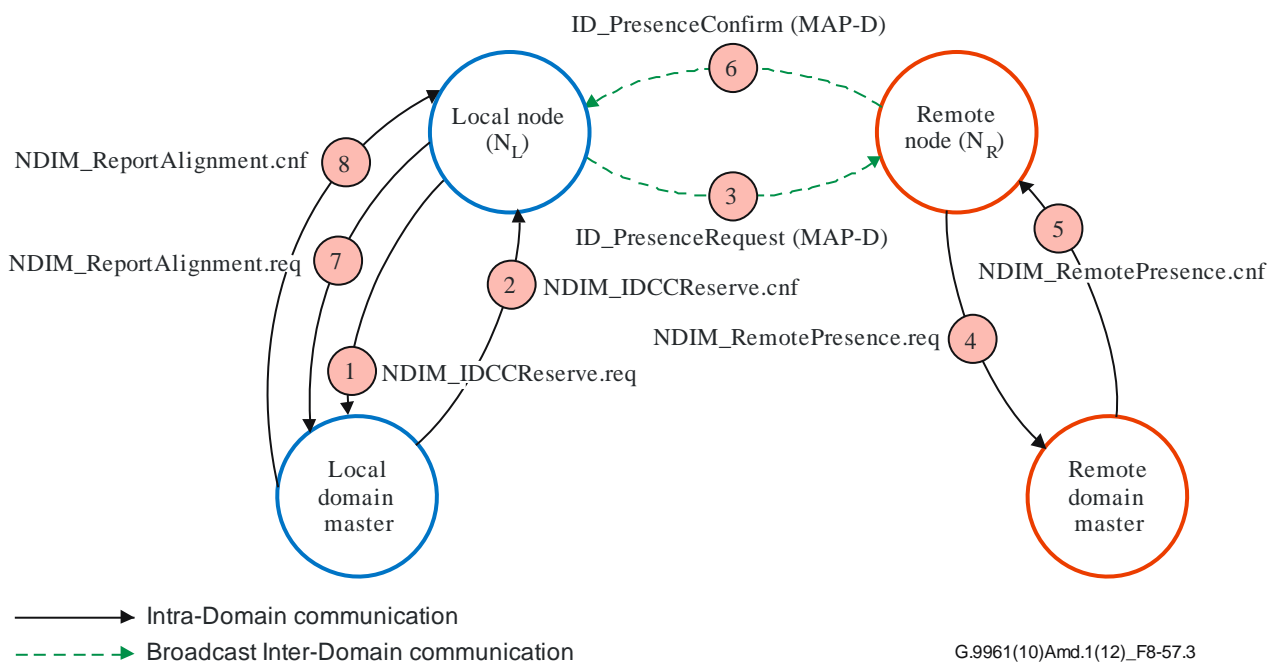 ID_PresenceConfirm (MAP-D)
6
Local node
(NL)
Remote
node (NR)
NDIM_ReportAlignment.cnf
8
3
ID_PresenceRequest (MAP-D)
5
NDIM_ReportAlignment.req
7
NDIM_RemotePresence.cnf
2
NDIM_IDCCReserve.cnf
NDIM_RemotePresence.req
4
1
NDIM_IDCCReserve.req
Local
domain
master
Remote
domain
master
Intra-Domain communication
Broadcast Inter-Domain communication
G.9961(10)Amd.1(12)_F8-57.3